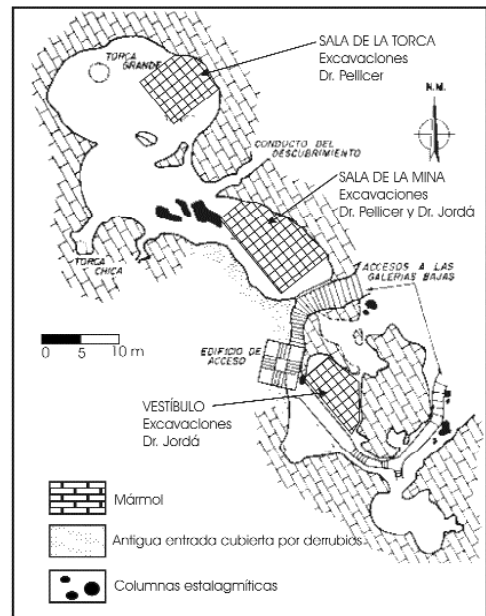 TORCA
GRANDE
SALA DE LA TORCA
Excavaciones
Dr. Pellicer
N.M.
CONDUCTO DEL
DESCUBRIMIENTO
SALA DE LA MINA
Excavaciones
Dr. Pellicer y Dr. Jordá
TORCA
CHICA
ACCESOS A LAS
GALERIAS BAJAS
0 5 10 m
EDIFICIO DE
ACCESO
VESTÍBULO
Excavaciones
Dr. Jordá
Mármol
Antigua entrada cubierta por derrubios
Columnas estalagmíticas